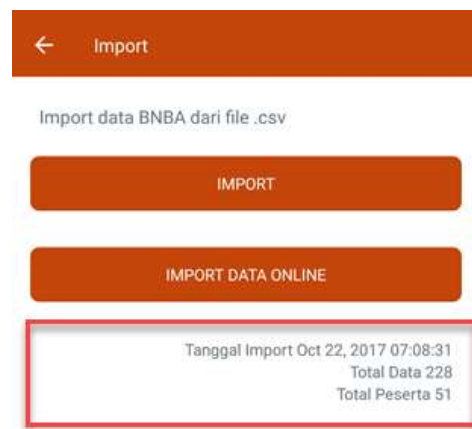 Import
Import data BNBA dari file .csv
IMPORT
IMPORT DATA ONLINE
Tanggal Import Oct 22, 2017 07:08:31
Total Data 228
Total Peserta 51